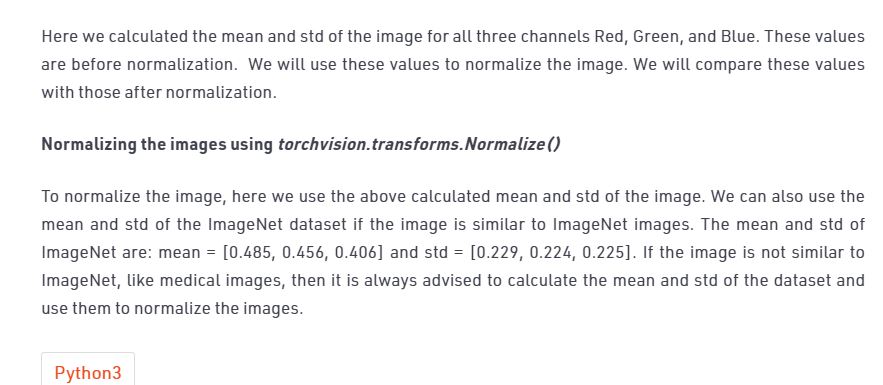 Here we calculated the mean and std of the image for all three channels Red, Green, and Blue. These values
are before normalization.  We will use these values to normalize the image. We will compare these values
with those after normalization.
Normalizing the images using torchvision.transforms.Normalize()
To normalize the image, here we use the above calculated mean and std of the image. We can also use the
mean and std of the ImageNet dataset if the image is similar to ImageNet images. The mean and std of
ImageNet are: mean = [0.485, 0.456, 0.406] and std = [0.229, 0.224, 0.225]. If the image is not similar to
ImageNet, like medical images, then it is always advised to calculate the mean and std of the dataset and
use them to normalize the images.
Python3